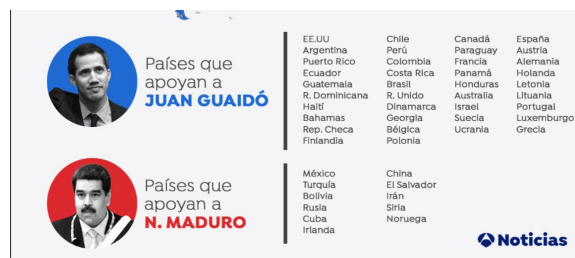 Países que
apoyan a
JUAN GUAIDÓ
EE.UU
Argentina
Puerto Rico
Ecuador
Guatemala
R. Dominicana
Haití
Bahamas
Rep. Checa
Finlandia
Chile
Perú
Colombia
Costa Rica
Brasil
R. Unido
Dinamarca
Georgia
Bélgica
Polonia
Canadá
Paraguay
Francia
Panamá
Honduras
Australia
Israel
Suecia
Ucrania
España
Austria
Alemania
Holanda
Letonia
Lituania
Portugal
Luxemburgo
Grecia
Países que
apoyan a
N. MADURO
México
Turquía
Bolivia
Rusia
Cuba
Irlanda
China
El Salvador
Irán
Siria
Noruega
Noticias